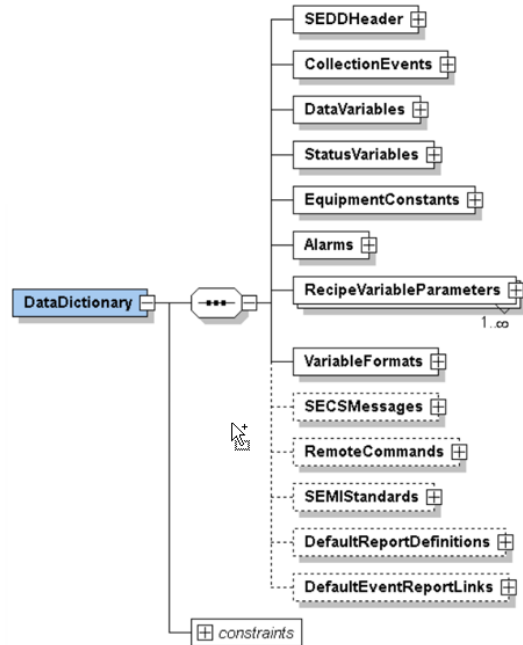 SEDDHeader
CollectionEvents
DataVariables
StatusVariables
EquipmentConstants
Alarms
DataDictionary
RecipeVariableParameters
1..∞
VariableFormats
SECSMessages
RemoteCommands
SEMIStandards
DefaultReportDefinitions
DefaultEventReportLinks
constraints